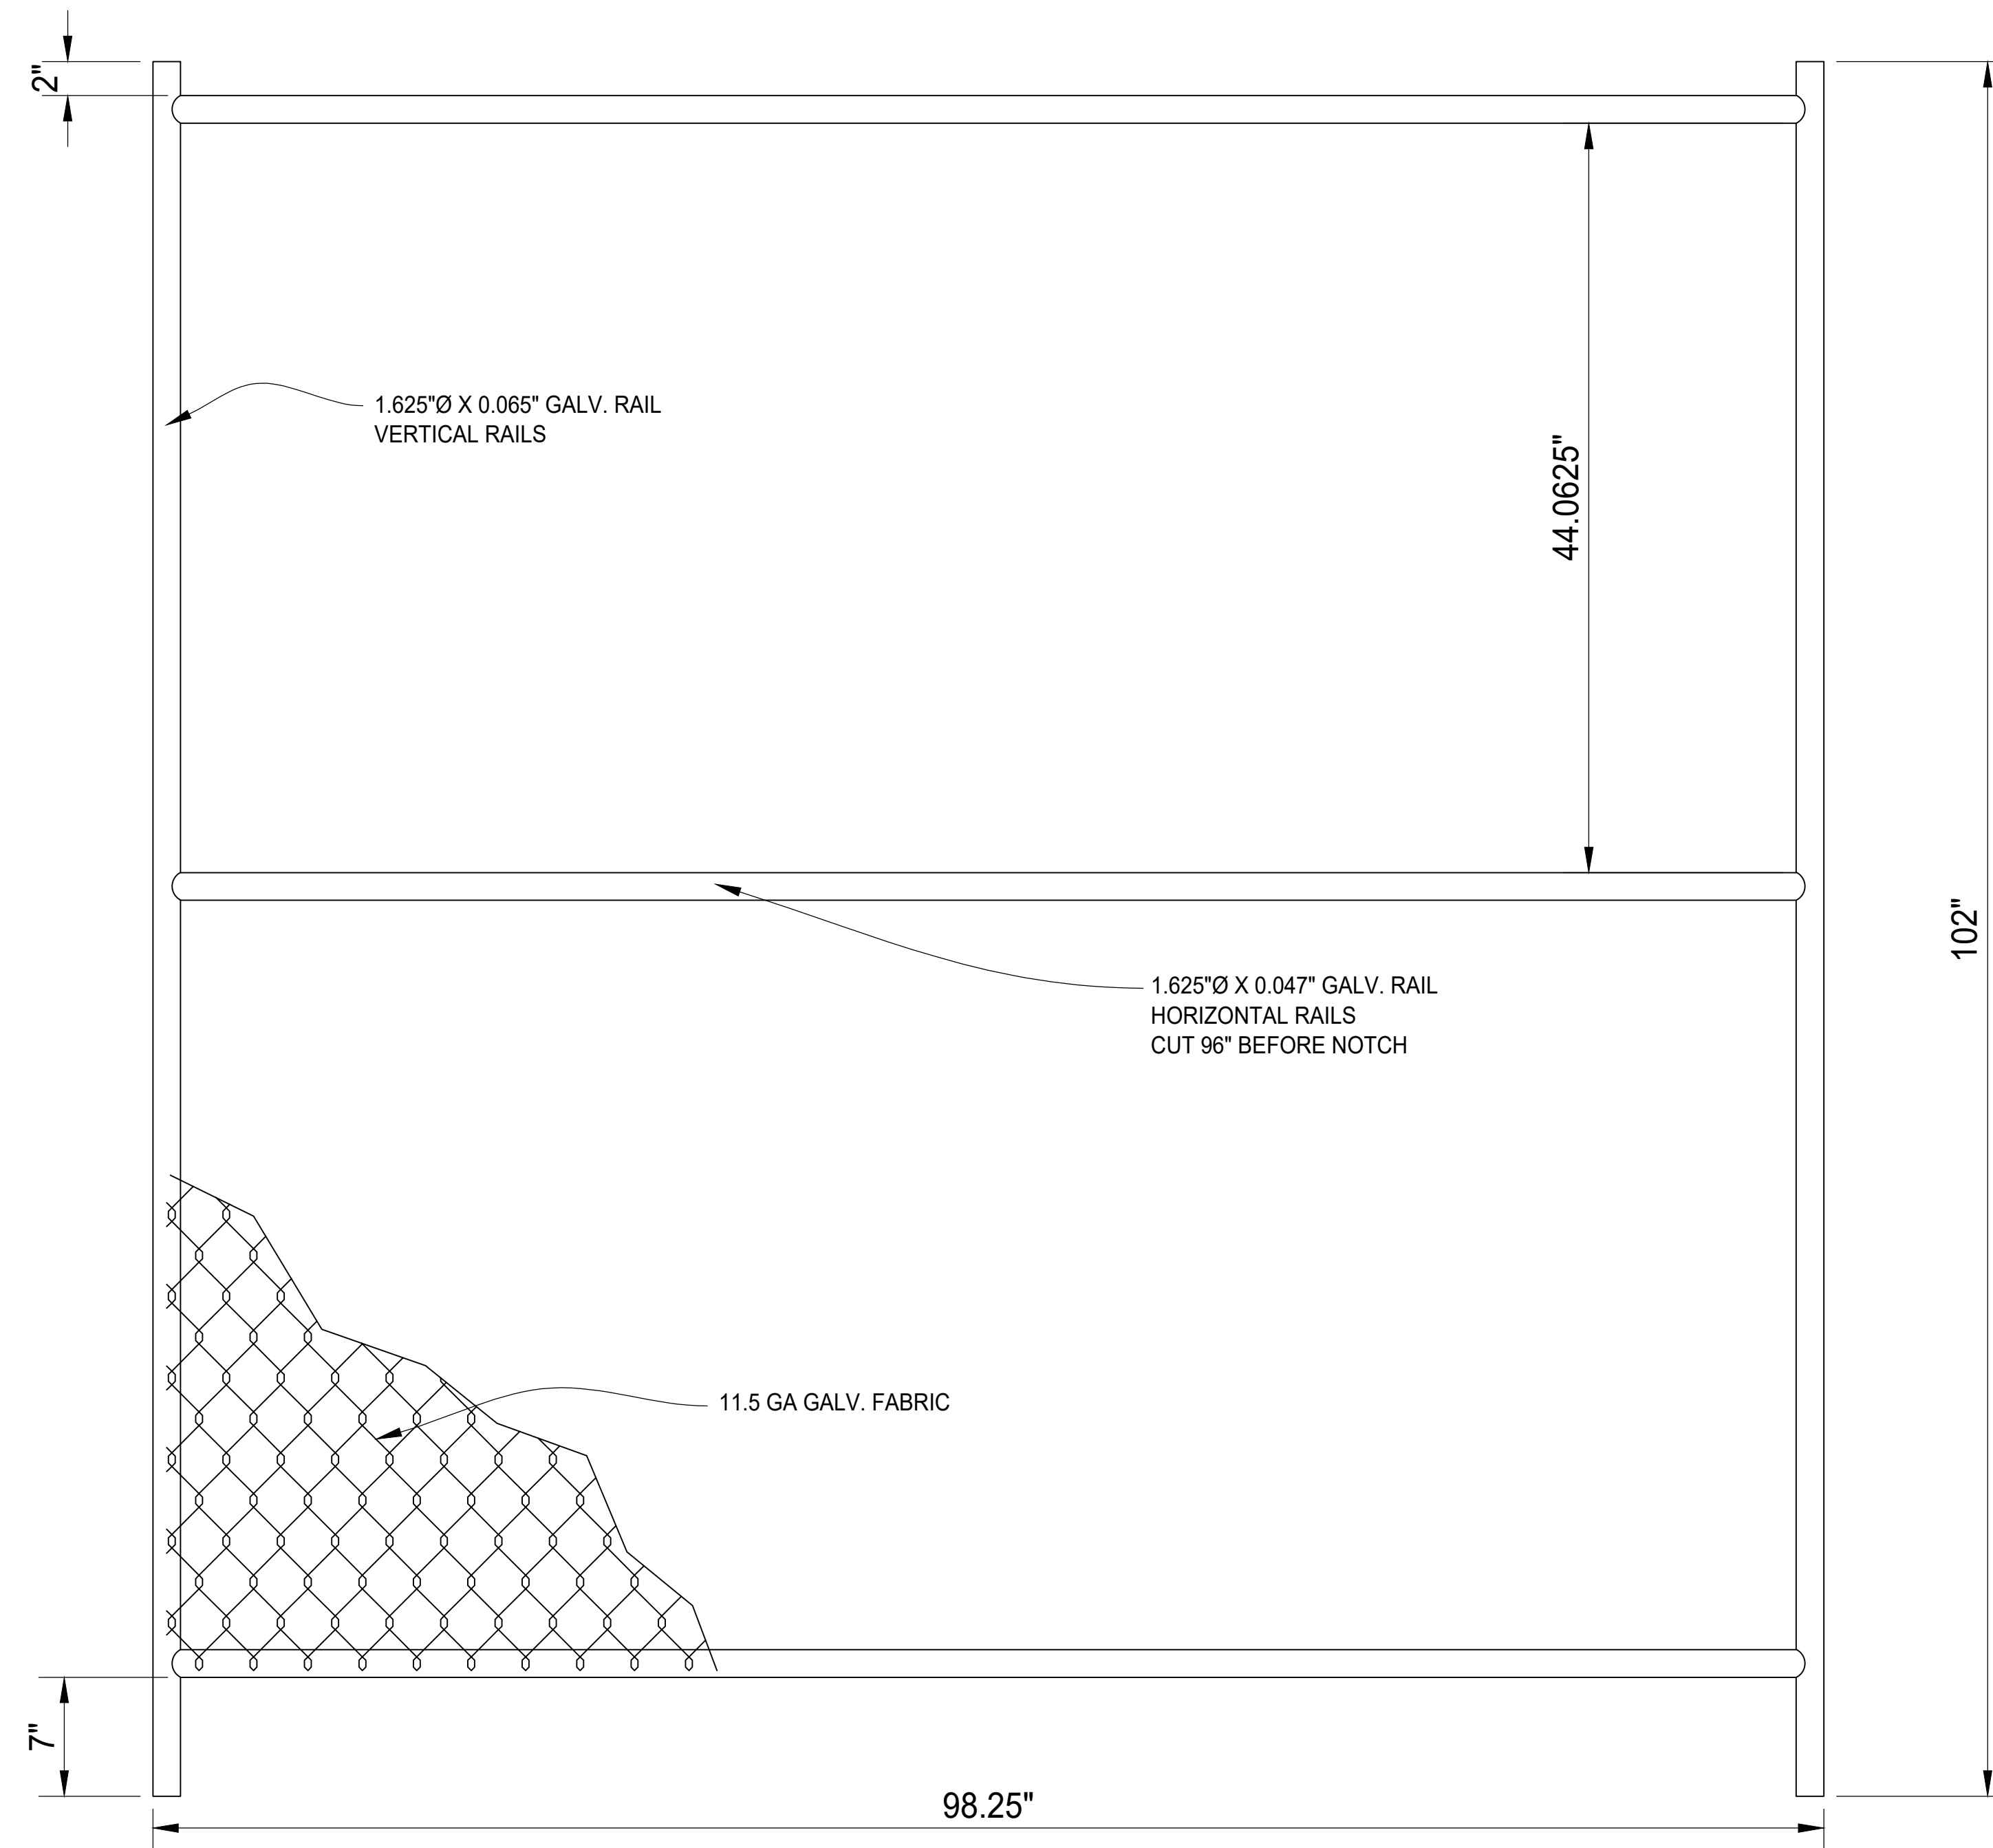 2"
1.625"Ø X 0.065" GALV. RAIL
VERTICAL RAILS
44.0625"
102"
1.625"Ø X 0.047" GALV. RAIL
HORIZONTAL RAILS
CUT 96" BEFORE NOTCH
11.5 GA GALV. FABRIC
7"
98.25"